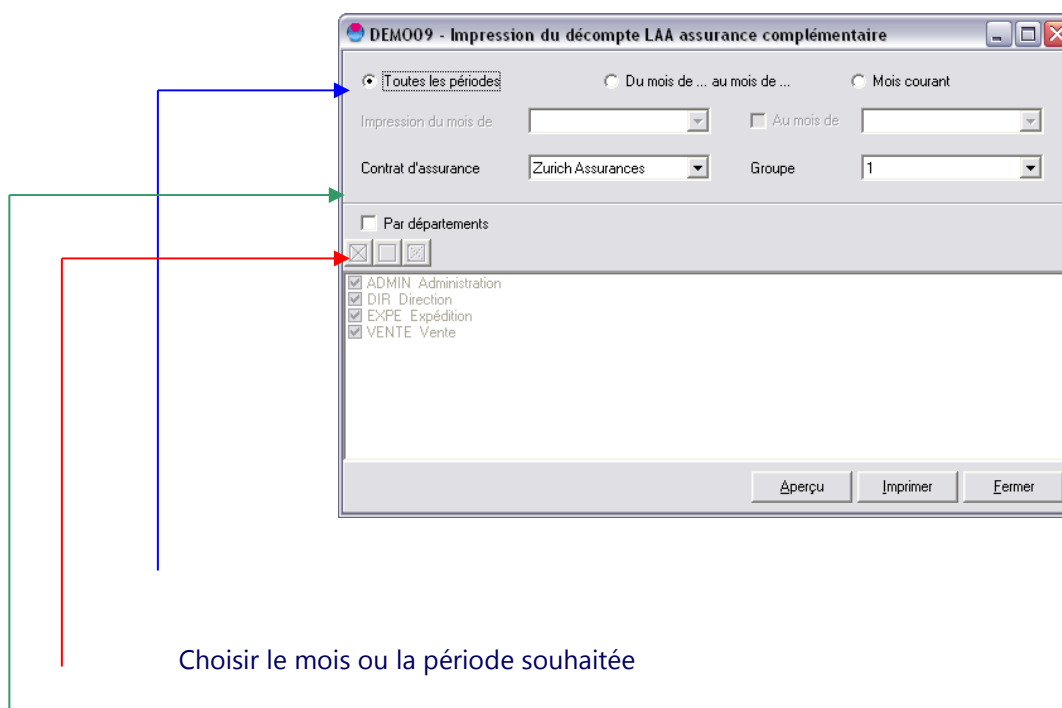 DEMO09 - Impression du décompte LAA assurance complémentaire
Toutes les périodes Du mois de ... au mois de ... Mois courant
Impression du mois de Au mois de
Contrat d'assurance Zurich Assurances Groupe 1
Par départements
ADMIN Administration
DIR Direction
EXPE Expédition
VENTE Vente
Aperçu Imprimer Fermer
Choisir le mois ou la période souhaitée